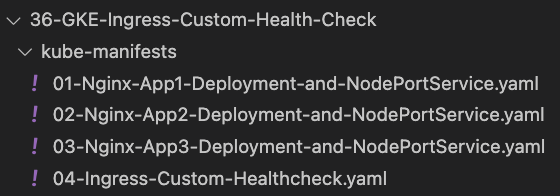 36-GKE-Ingress-Custom-Health-Check
kube-manifests
! 01-Nginx-App1-Deployment-and-NodePortService.yaml
! 02-Nginx-App2-Deployment-and-NodePortService.yaml
! 03-Nginx-App3-Deployment-and-NodePortService.yaml
! 04-Ingress-Custom-Healthcheck.yaml